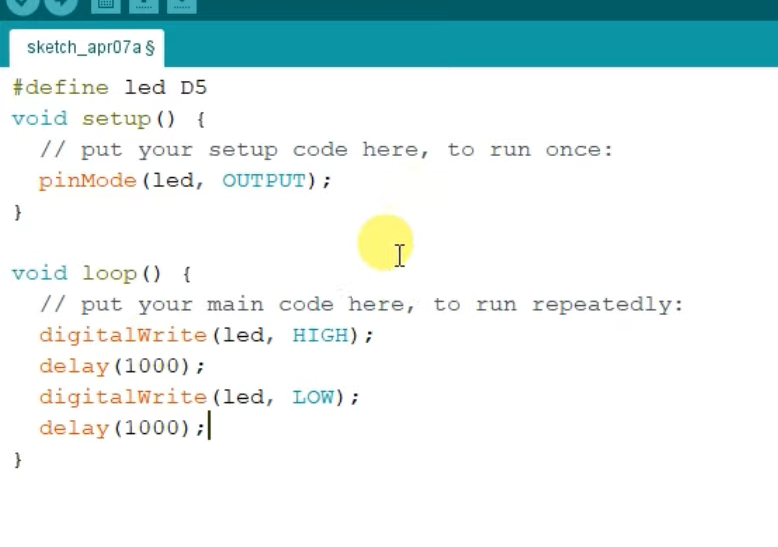 sketch_apr07a §
#define led D5
void setup() {
  // put your setup code here, to run once:
  pinMode(led, OUTPUT);
}
void loop() {
  // put your main code here, to run repeatedly:
  digitalWrite(led, HIGH);
  delay(1000);
  digitalWrite(led, LOW);
  delay(1000);
}